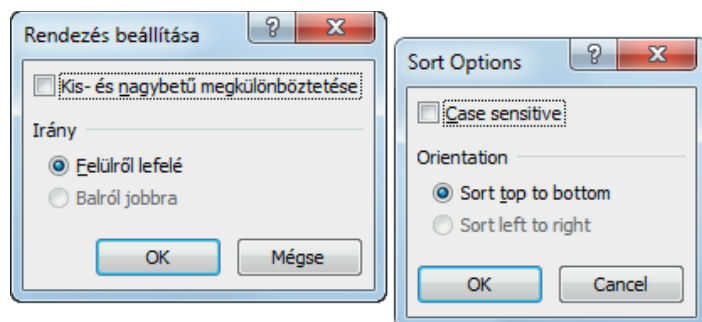 Rendezés beállítása
Kis- és nagybetű megkülönböztetése
Irány
Felülről lefelé
Balról jobbra
OK
Mégse
Sort Options
Case sensitive
Orientation
Sort top to bottom
Sort left to right
OK
Cancel